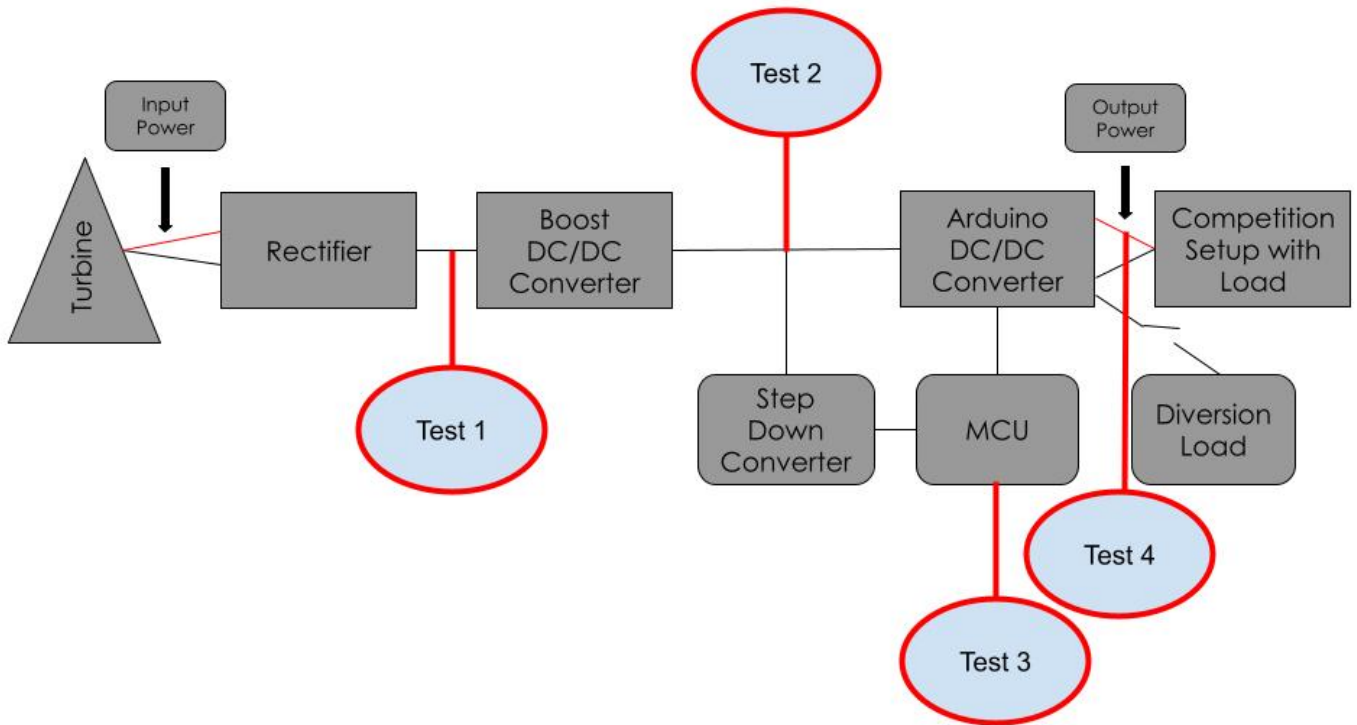 Test 2
Input
Power
Output
Power
Turbine
Rectifier
Boost
DC/DC
Converter
Arduino
DC/DC
Converter
Competition
Setup with
Load
Test 1
Step
Down
Converter
MCU
Diversion
Load
Test 4
Test 3